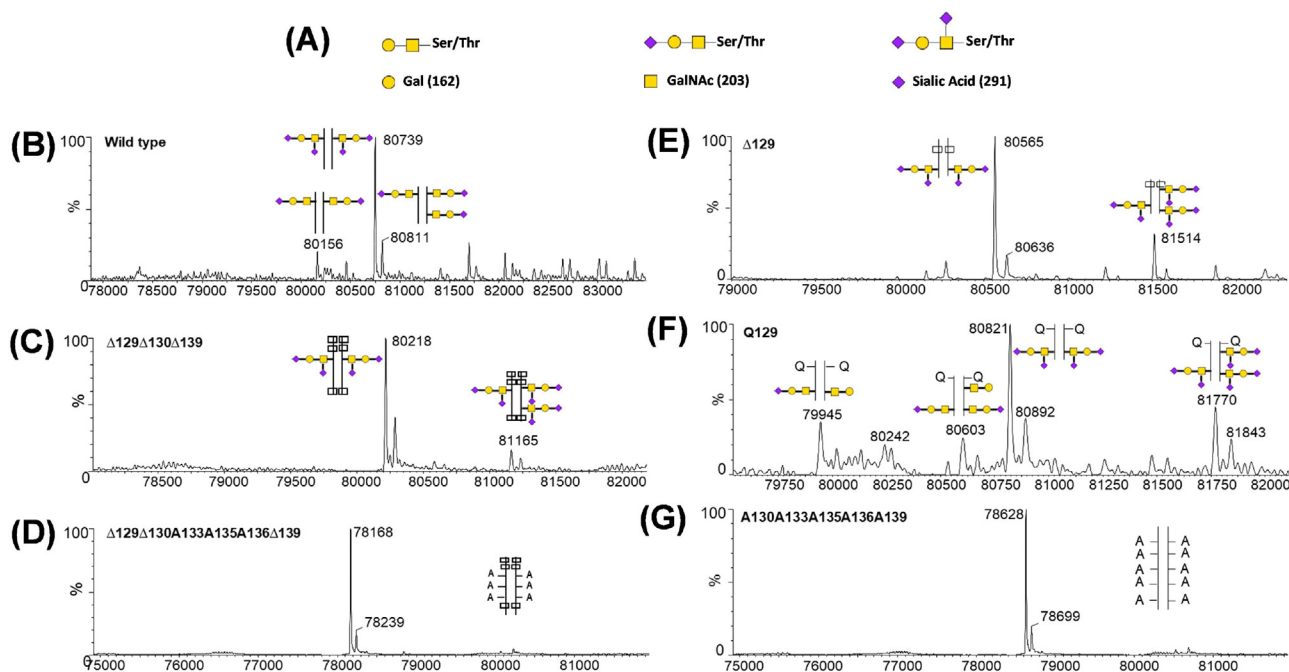 (A)
Ser/Thr Ser/Thr Ser/Thr
Gal (162) GalNAc (203) Sialic Acid (291)
(B)
Wild type
100
%
0
80739
80156
80811
78000 79000 80000 80500 81000 82000 82500 83000
(C)
Δ129Δ130Δ139
100
%
0
80218
81165
78500 79000 79500 80000 80500 81000 82000
(D)
Δ129Δ130A133A135A136Δ139
100
%
0
78168
78239
A A
A A
A A
75000 76000 77000 78000 79000 80000 81000
(E)
Δ129
100
%
0
80565
80636
81514
79000 79500 80000 80500 81000 81500 82000
(F)
Q129
100
%
0
Q Q
79945
80242
Q Q
80603
80821
Q Q
80892
Q Q
81770
81843
79750 80000 80250 80500 80750 81000 81250 81500 81750 82000
(G)
A130A133A135A136A139
100
%
0
78628
78699
A A
A A
A A
A A
A A
75000 76000 77000 78000 79000 80000 81000